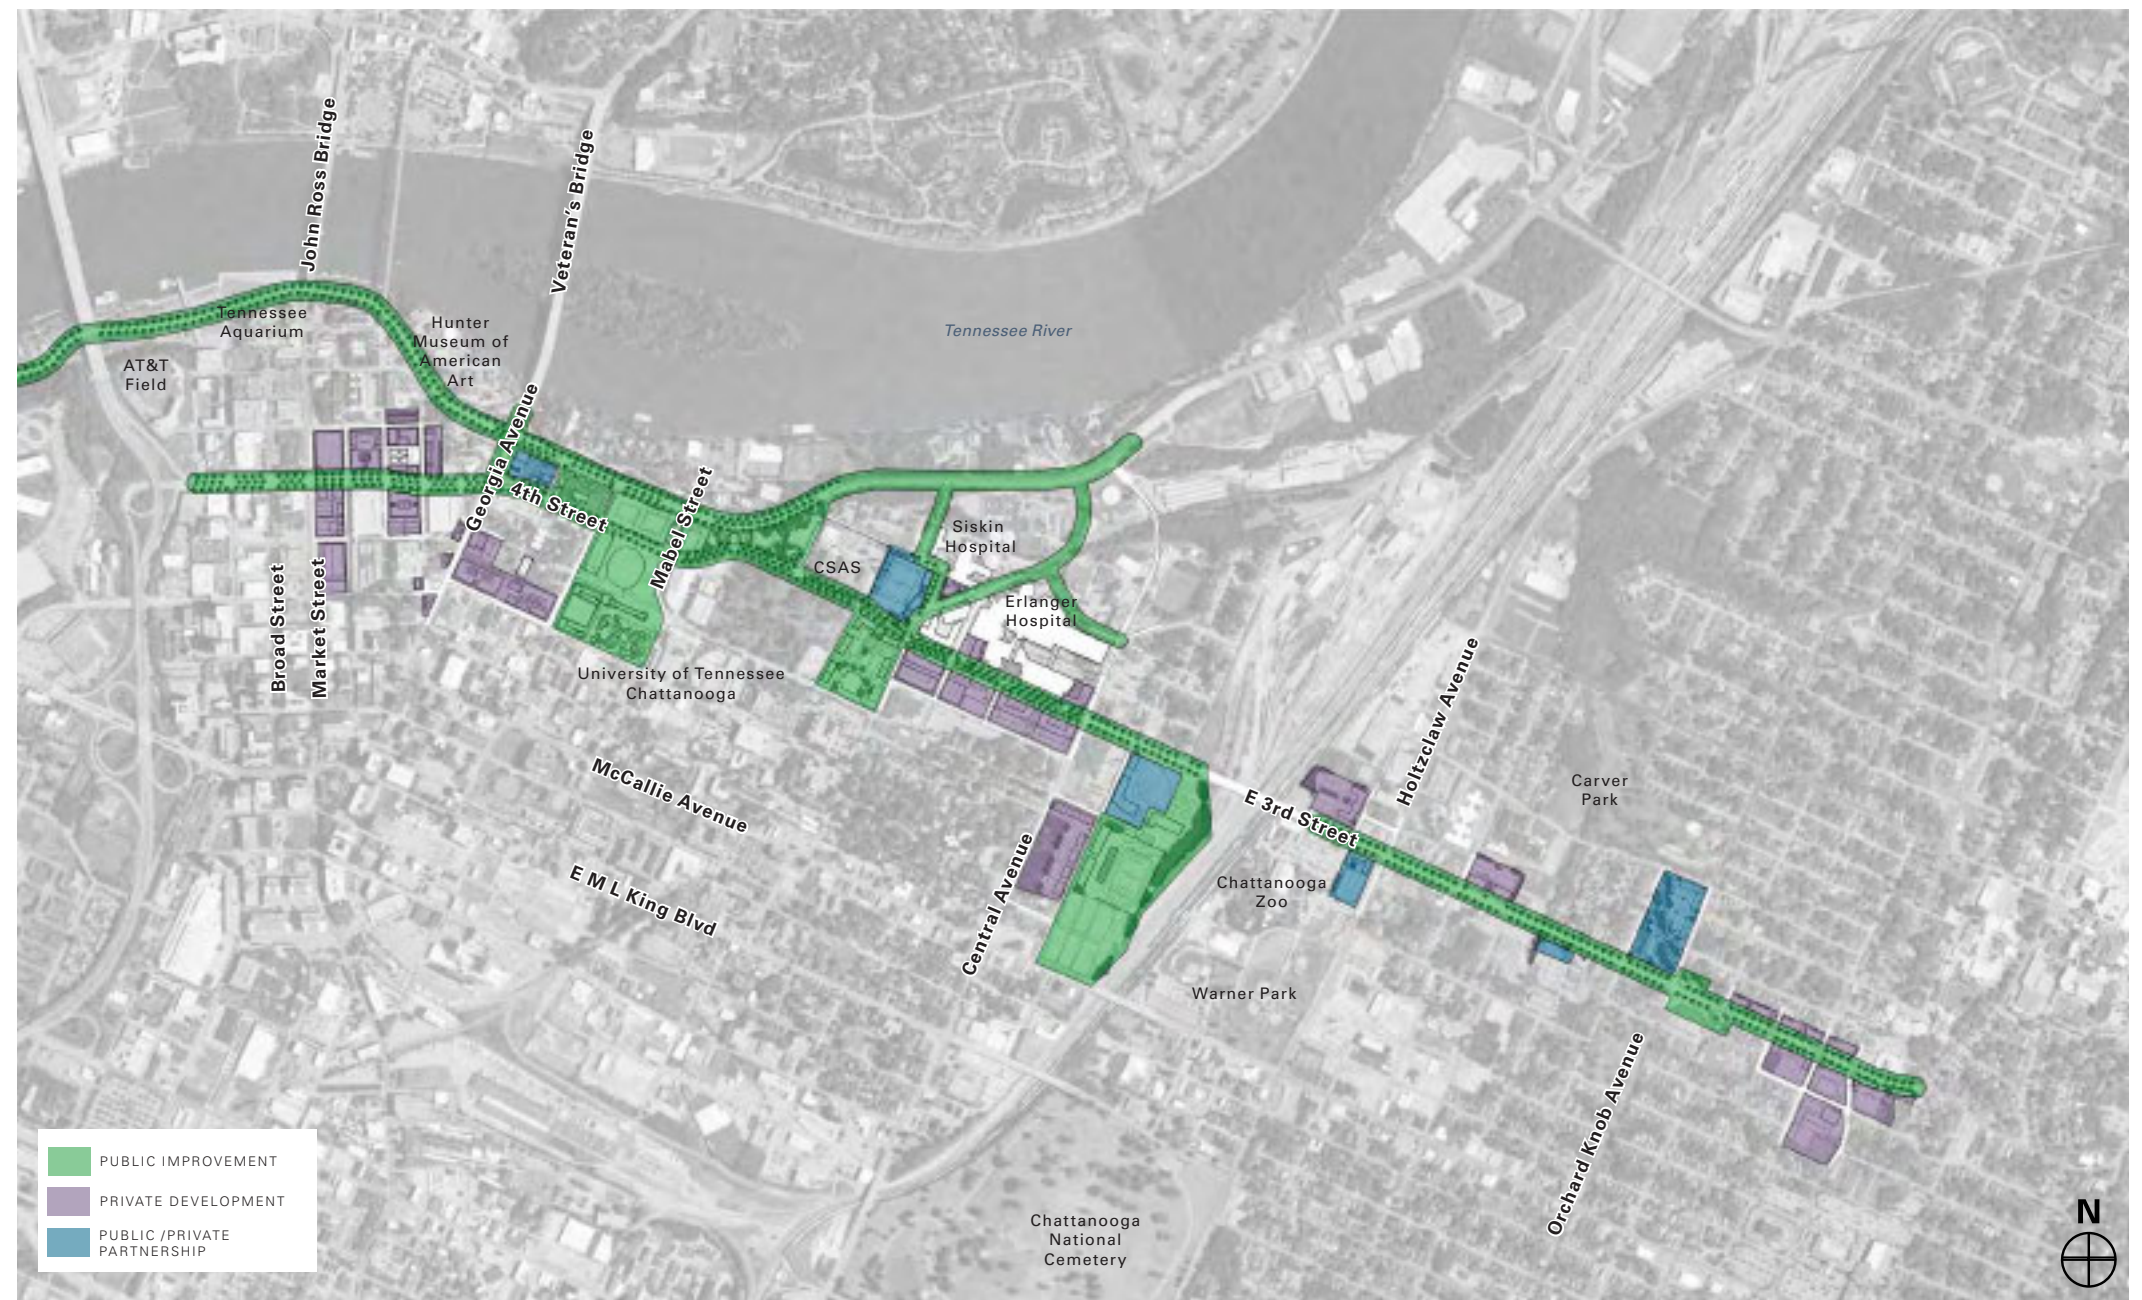 John Ross Bridge
Veteran's Bridge
Tennessee
Aquarium
Hunter
Museum of
American
Art
Tennessee River
AT&T
Field
Georgia Avenue
4th Street
Mabel Street
Siskin
Hospital
CSAS
Erlanger
Hospital
Broad Street
Market Street
University of Tennessee
Chattanooga
Holtzclaw Avenue
McCallie Avenue
E 3rd Street
Carver
Park
E M L King Blvd
Central Avenue
Chattanooga
Zoo
Warner Park
Orchard Knob Avenue
PUBLIC IMPROVEMENT
PRIVATE DEVELOPMENT
PUBLIC /PRIVATE
PARTNERSHIP
Chattanooga
National
Cemetery
N